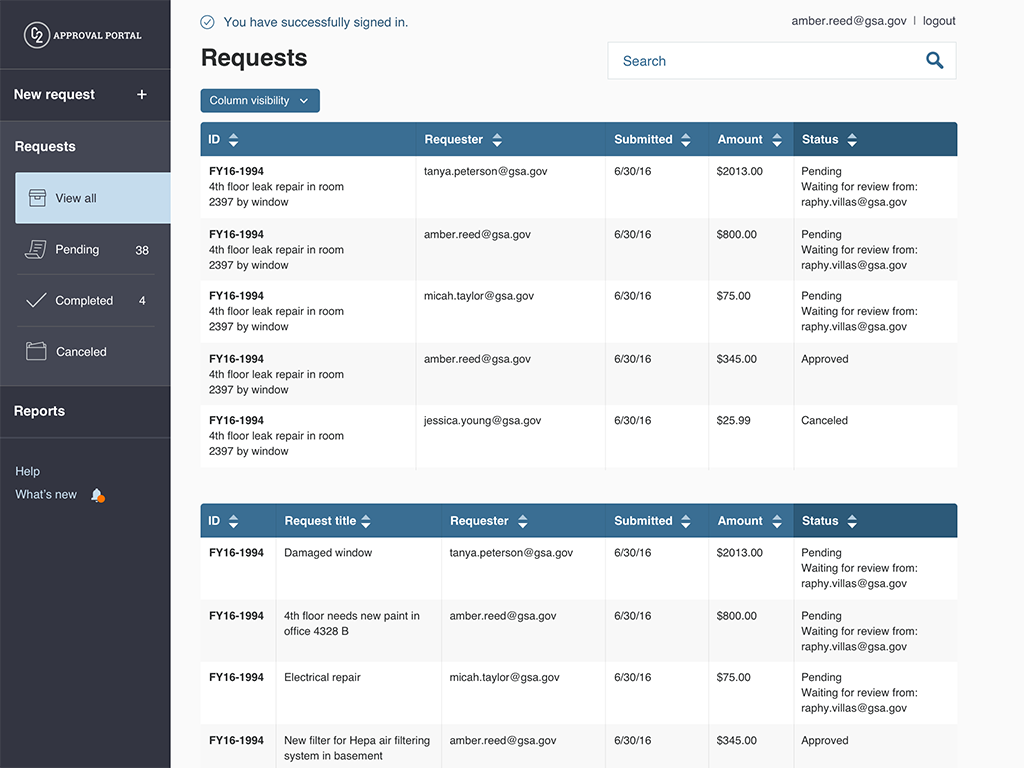 C2 APPROVAL PORTAL
New request +
Requests
View all
Pending 38
Completed 4
Canceled
Reports
Help
What's new
You have successfully signed in.
amber.reed@gsa.gov | logout
Requests
Search
Column visibility
ID Requester Submitted Amount Status
FY16-1994 tanya.peterson@gsa.gov 6/30/16 $2013.00 Pending
4th floor leak repair in room Waiting for review from:
2397 by window raphy.villas@gsa.gov
FY16-1994 amber.reed@gsa.gov 6/30/16 $800.00 Pending
4th floor leak repair in room Waiting for review from:
2397 by window raphy.villas@gsa.gov
FY16-1994 micah.taylor@gsa.gov 6/30/16 $75.00 Pending
4th floor leak repair in room Waiting for review from:
2397 by window raphy.villas@gsa.gov
FY16-1994 amber.reed@gsa.gov 6/30/16 $345.00 Approved
4th floor leak repair in room
2397 by window
FY16-1994 jessica.young@gsa.gov 6/30/16 $25.99 Canceled
4th floor leak repair in room
2397 by window
ID Request title Requester Submitted Amount Status
FY16-1994 Damaged window tanya.peterson@gsa.gov 6/30/16 $2013.00 Pending
Waiting for review from:
raphy.villas@gsa.gov
FY16-1994 4th floor needs new paint in amber.reed@gsa.gov 6/30/16 $800.00 Pending
office 4328 B Waiting for review from:
raphy.villas@gsa.gov
FY16-1994 Electrical repair micah.taylor@gsa.gov 6/30/16 $75.00 Pending
Waiting for review from:
raphy.villas@gsa.gov
FY16-1994 New filter for Hepa air filtering amber.reed@gsa.gov 6/30/16 $345.00 Approved
system in basement